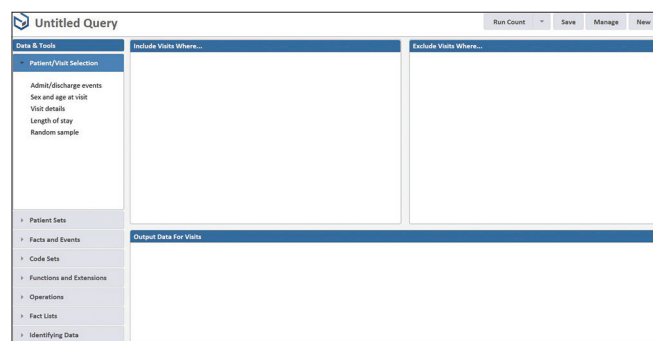 Untitled Query
Run Count
Save
Manage
New
Data & Tools
Patient/Visit Selection
Admit/discharge events
Sex and age at visit
Visit details
Length of stay
Random sample
Patient Sets
Facts and Events
Code Sets
Functions and Extensions
Operations
Fact Lists
Identifying Data
Include Visits Where...
Exclude Visits Where...
Output Data For Visits